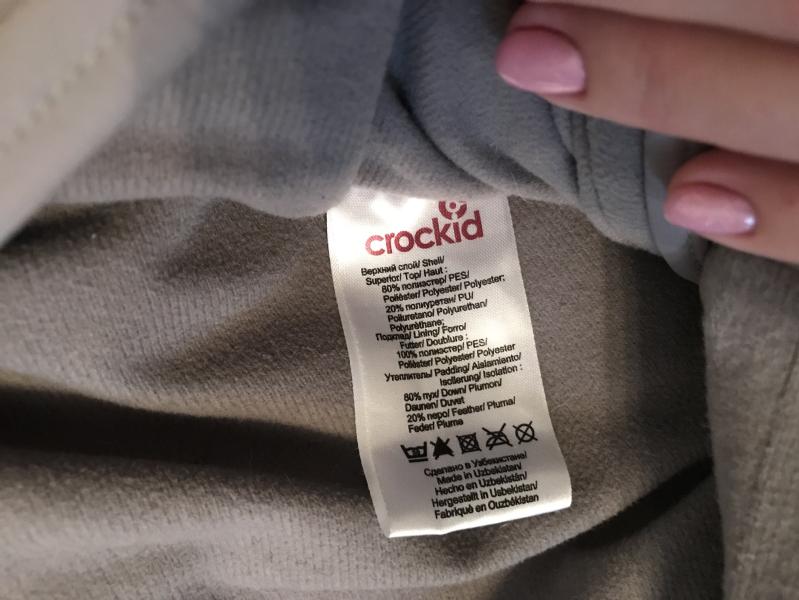 crockid
Верхний слой/ Shell/
Superior/ Top/ Haut :
80% полиэстер/ PES/
Poliéster/ Polyester/ Polyester;
20% полиуретан/ PU/
Poliuretano/ Polyurethan/
Polyuréthane;
Подклад/ Lining/ Forro/
Futter/ Doublure :
100% полиэстер/ PES/
Poliéster/ Polyester/ Polyester
Утеплитель/ Padding/ Aislamiento/
Isolierung/ Isolation :
80% пух/ Down/ Plumon/
Daunen/ Duvet
20% перо/ Feather/ Pluma/
Feder/ Plume
Сделано в Узбекистане/
Made in Uzbekistan/
Hecho en Uzbekistan/
Hergestellt in Usbekistan/
Fabriqué en Ouzbékistan